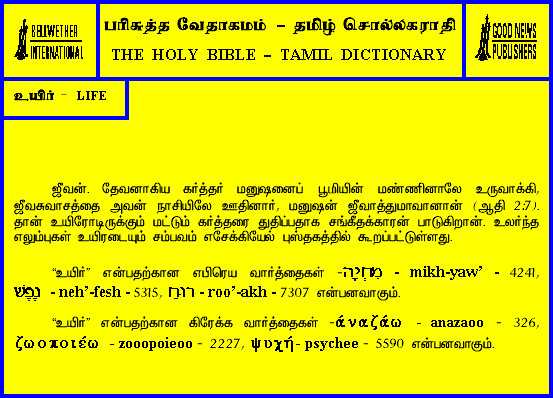 பரிசுத்த வேதாகமம் – தமிழ் சொல்லகராதி
BELLWETHER
INTERNATIONAL
THE HOLY BIBLE – TAMIL DICTIONARY
GOOD NEWS
PUBLISHERS
உயிர் – LIFE
ஜீவன். தேவனாகிய கர்த்தர் மனுஷனைப் பூமியின் மண்ணினாலே உருவாக்கி,
ஜீவசுவாசத்தை அவன் நாசியிலே ஊதினார், மனுஷன் ஜீவாத்துமாவானான் (ஆதி 2:7).
தான் உயிரோடிருக்கும் மட்டும் கர்த்தரை துதிப்பதாக சங்கீதக்காரன் பாடுகிறான். உலர்ந்த
எலும்புகள் உயிரடையும் சம்பவம் எசேக்கியேல் புஸ்தகத்தில் கூறப்பட்டுள்ளது.
“உயிர்” என்பதற்கான எபிரெய வார்த்தைகள் -מִחְיָה - mikh-yaw’ - 4241,
נֶפֶשׁ - neh’-fesh - 5315, רוּחַ - roo’-akh - 7307 என்பனவாகும்.
“உயிர்” என்பதற்கான கிரேக்க வார்த்தைகள் -άναζάω - anazaoo - 326,
ζωοποιέω - zooopoieoo - 2227, ψυχή- psychee - 5590 என்பனவாகும்.